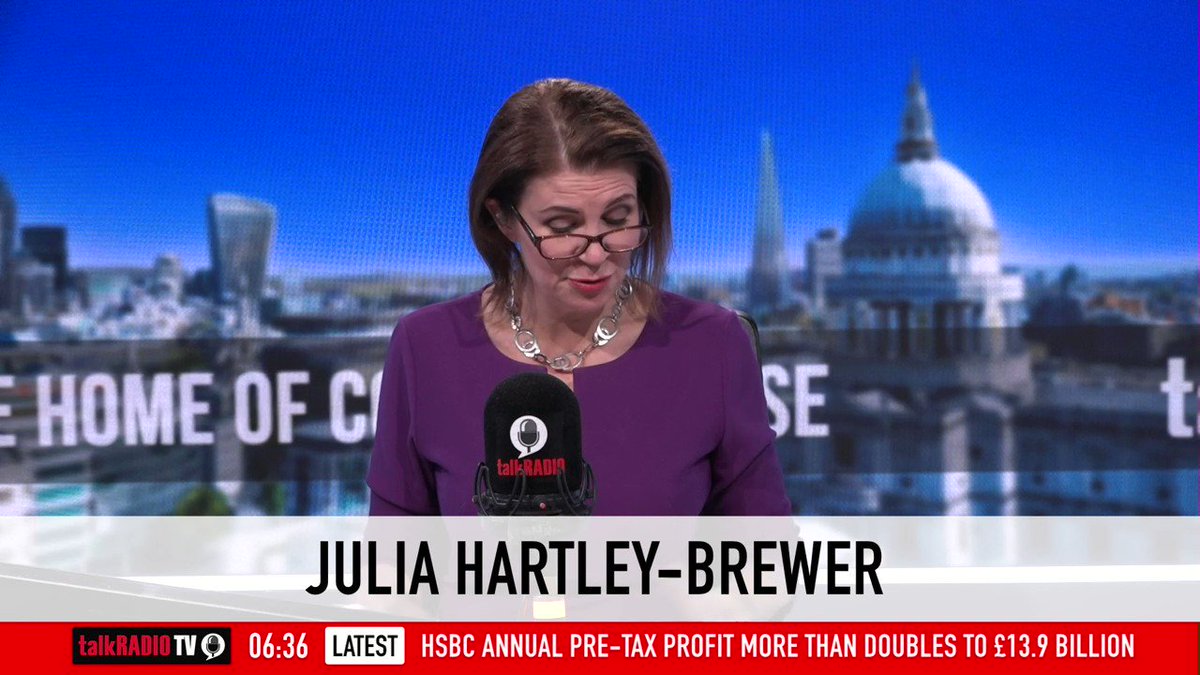 E HOME OF CO
SE
ta
talkRADIO
JULIA HARTLEY-BREWER
talkRADIO TV 06:36 LATEST HSBC ANNUAL PRE-TAX PROFIT MORE THAN DOUBLES TO £13.9 BILLION